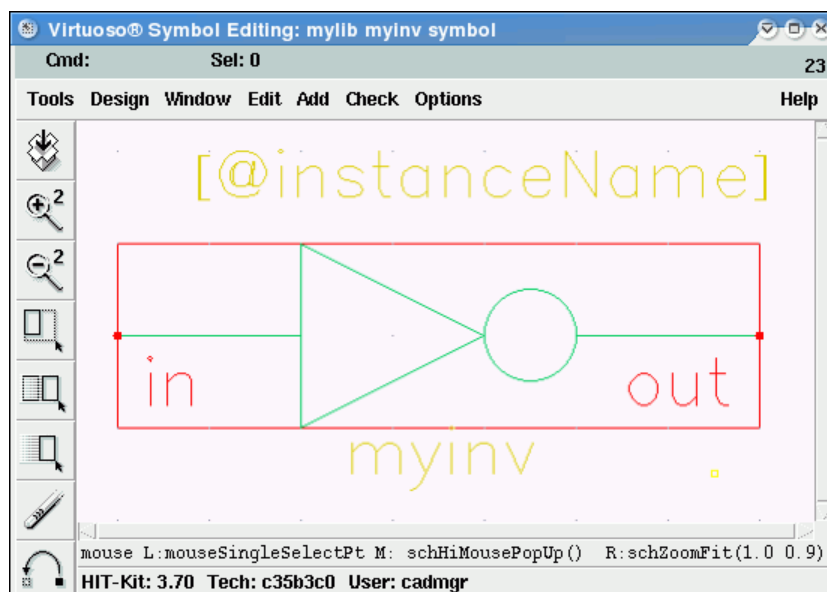 Virtuoso® Symbol Editing: mylib myinv symbol
Cmd: Sel: 0 23
Tools Design Window Edit Add Check Options Help
[@instanceName]
2
2
in out
myinv
mouse L:mouseSingleSelectPt M: schHiMousePopUp() R:schZoomFit(1.0 0.9)
HIT-Kit: 3.70 Tech: c35b3c0 User: cadmgr